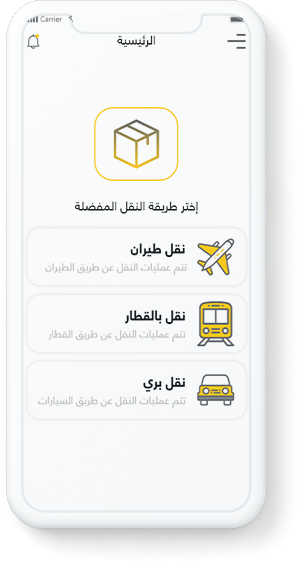 Carrier
الرئيسية
إختر طريقة النقل المفضلة
نقل طيران
تتم عمليات النقل عن طريق الطيران
نقل بالقطار
تتم عمليات النقل عن طريق القطار
نقل بري
تتم عمليات النقل عن طريق السيارات